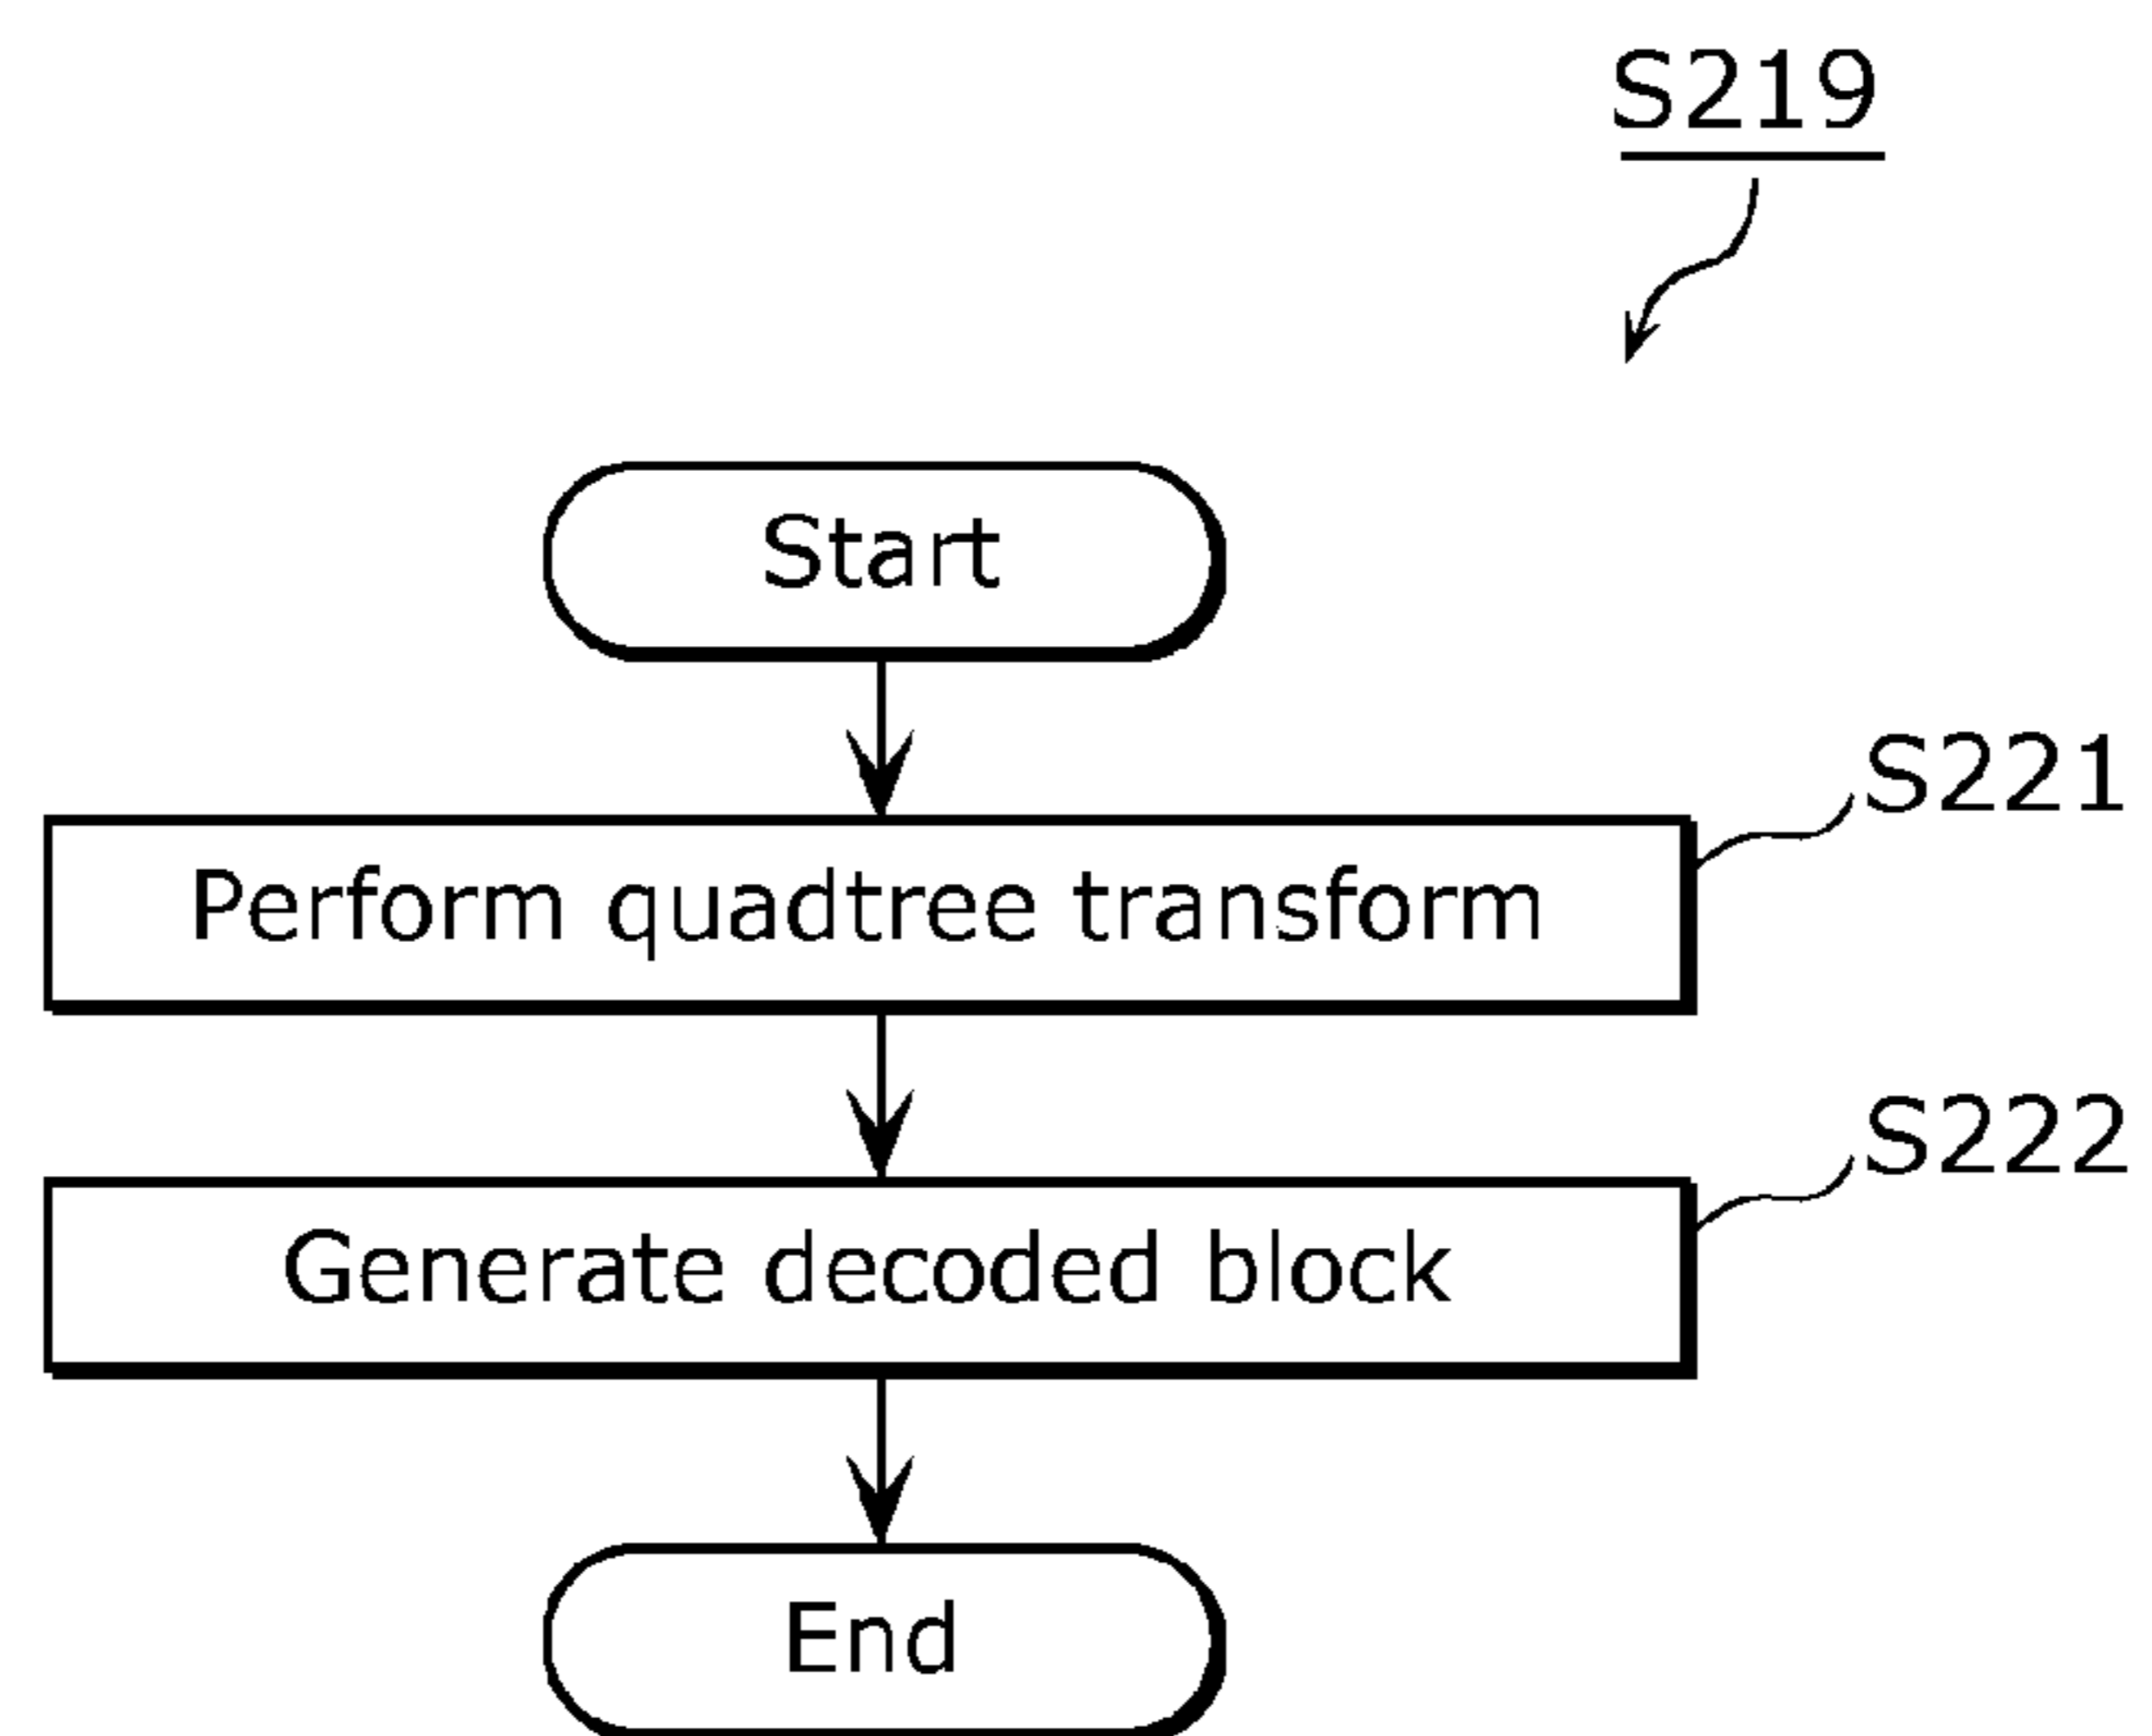 S219
Start
S221
Perform quadtree transform
S222
Generate decoded block
End